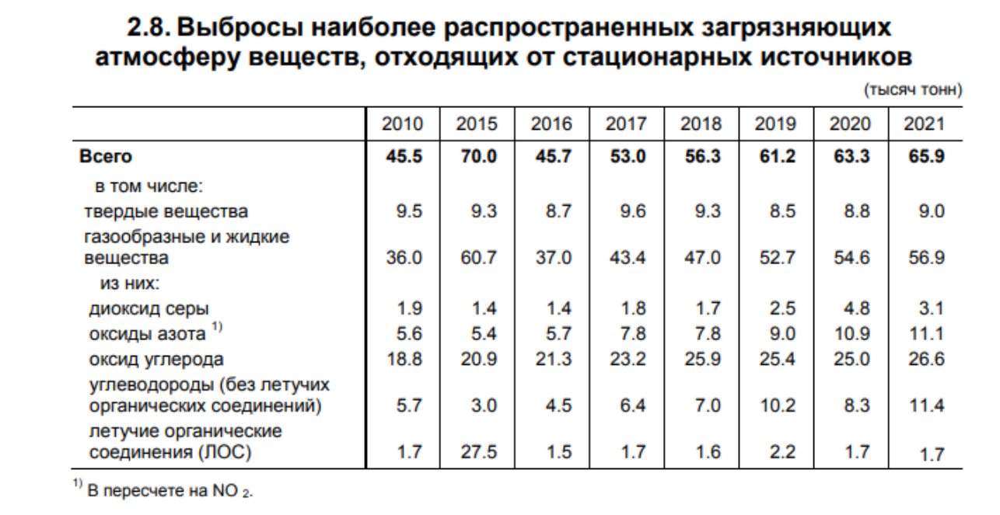 2.8. Выбросы наиболее распространенных загрязняющих
атмосферу веществ, отходящих от стационарных источников
(тысяч тонн)
2010 2015 2016 2017 2018 2019 2020 2021
Всего 45.5 70.0 45.7 53.0 56.3 61.2 63.3 65.9
в том числе:
твердые вещества 9.5 9.3 8.7 9.6 9.3 8.5 8.8 9.0
газообразные и жидкие
вещества 36.0 60.7 37.0 43.4 47.0 52.7 54.6 56.9
из них:
диоксид серы 1.9 1.4 1.4 1.8 1.7 2.5 4.8 3.1
оксиды азота 1) 5.6 5.4 5.7 7.8 7.8 9.0 10.9 11.1
оксид углерода 18.8 20.9 21.3 23.2 25.9 25.4 25.0 26.6
углеводороды (без летучих
органических соединений) 5.7 3.0 4.5 6.4 7.0 10.2 8.3 11.4
летучие органические
соединения (ЛОС) 1.7 27.5 1.5 1.7 1.6 2.2 1.7 1.7
1) В пересчете на NO 2.